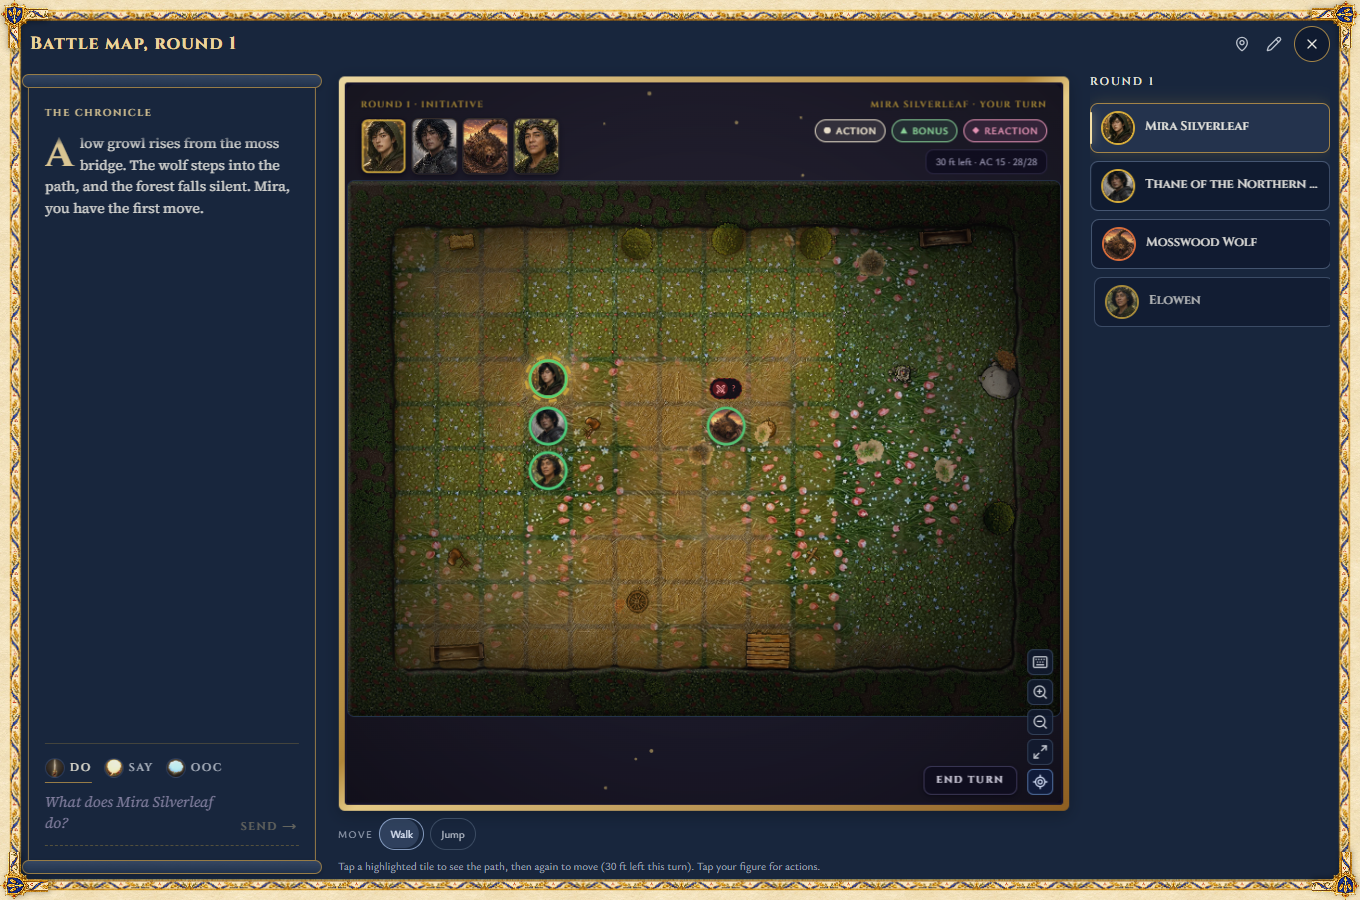 Battle map, round 1
THE CHRONICLE
A low growl rises from the moss
bridge. The wolf steps into the
path, and the forest falls silent. Mira,
you have the first move.
DO SAY OOC
What does Mira Silverleaf
do?
SEND →
ROUND 1 · INITIATIVE
MIRA SILVERLEAF · YOUR TURN
ACTION BONUS REACTION
30 ft left · AC 15 · 28/28
?
END TURN
MOVE Walk Jump
Tap a highlighted tile to see the path, then again to move (30 ft left this turn). Tap your figure for actions.
ROUND 1
Mira Silverleaf
Thane of the Northern ...
Mosswood Wolf
Elowen